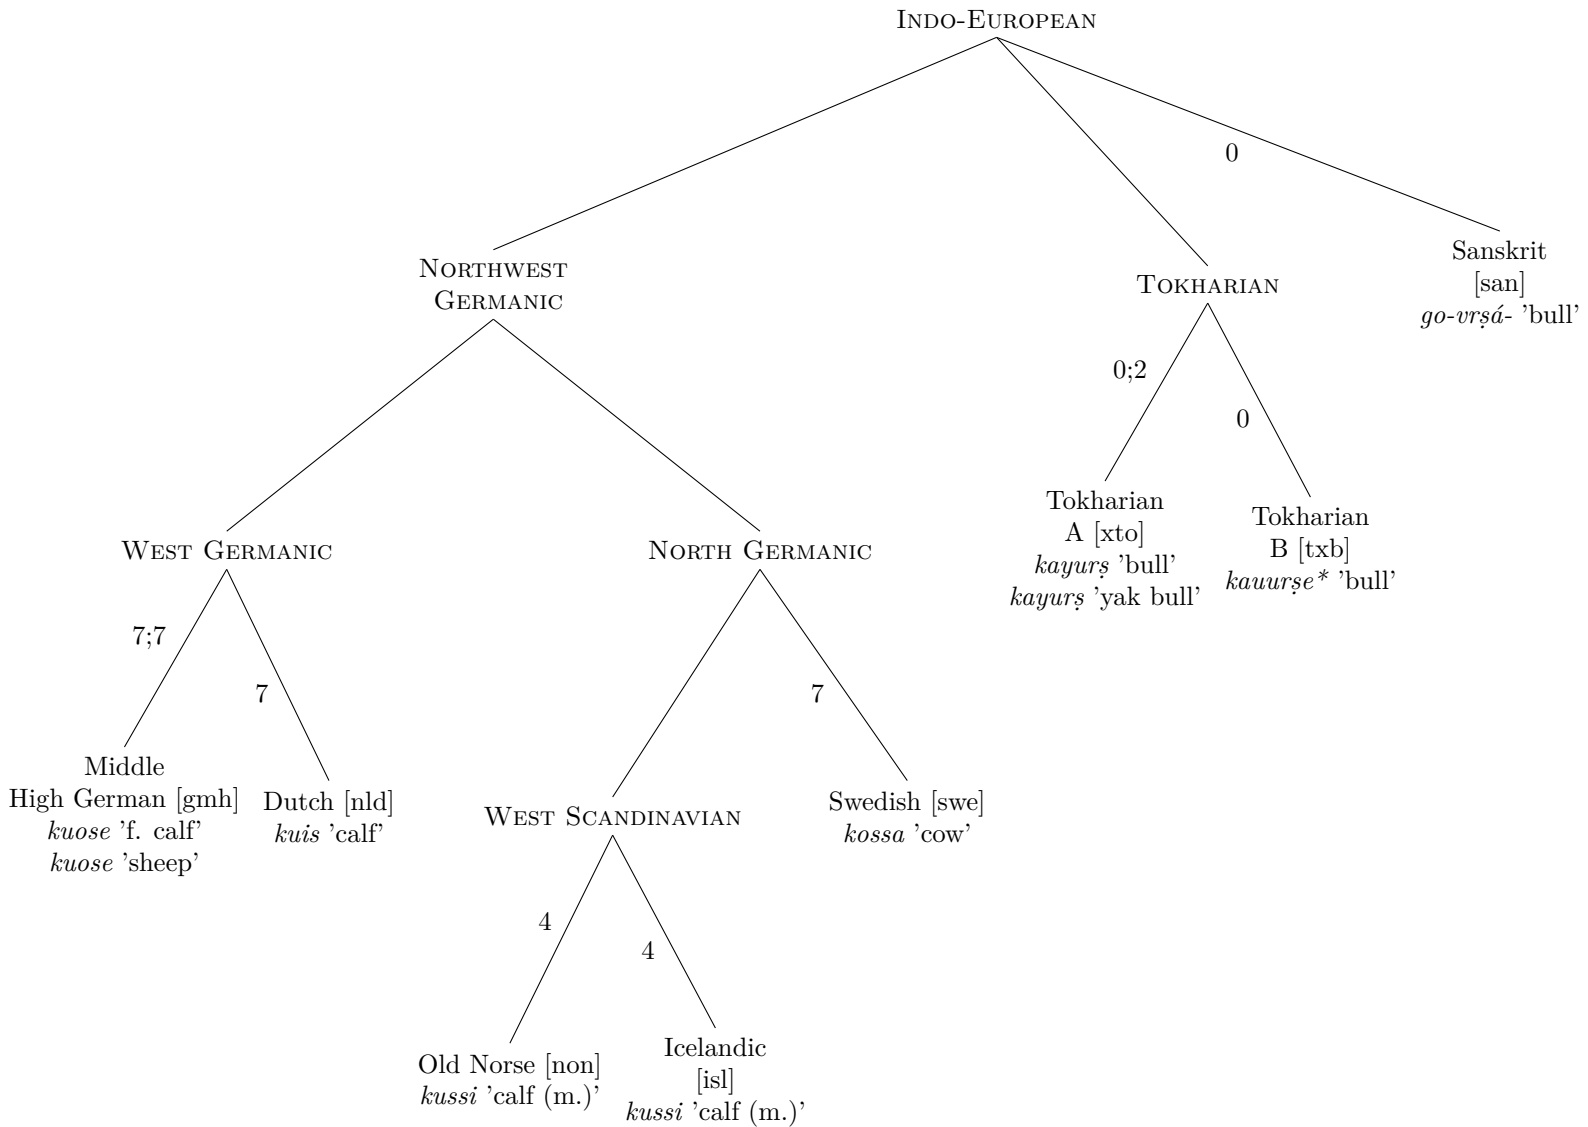 INDO-EUROPEAN
0
NORTHWEST
GERMANIC
TOKHARIAN
Sanskrit
[san]
go-vrṣá- 'bull'
0;2
0
Tokharian
A [xto]
kayurṣ 'bull'
kayurṣ 'yak bull'
Tokharian
B [txb]
kauurṣe* 'bull'
WEST GERMANIC
NORTH GERMANIC
7;7
7
7
Middle
High German [gmh]
kuose 'f. calf'
kuose 'sheep'
Dutch [nld]
kuis 'calf'
WEST SCANDINAVIAN
Swedish [swe]
kossa 'cow'
4
4
Old Norse [non]
kussi 'calf (m.)'
Icelandic
[isl]
kussi 'calf (m.)'